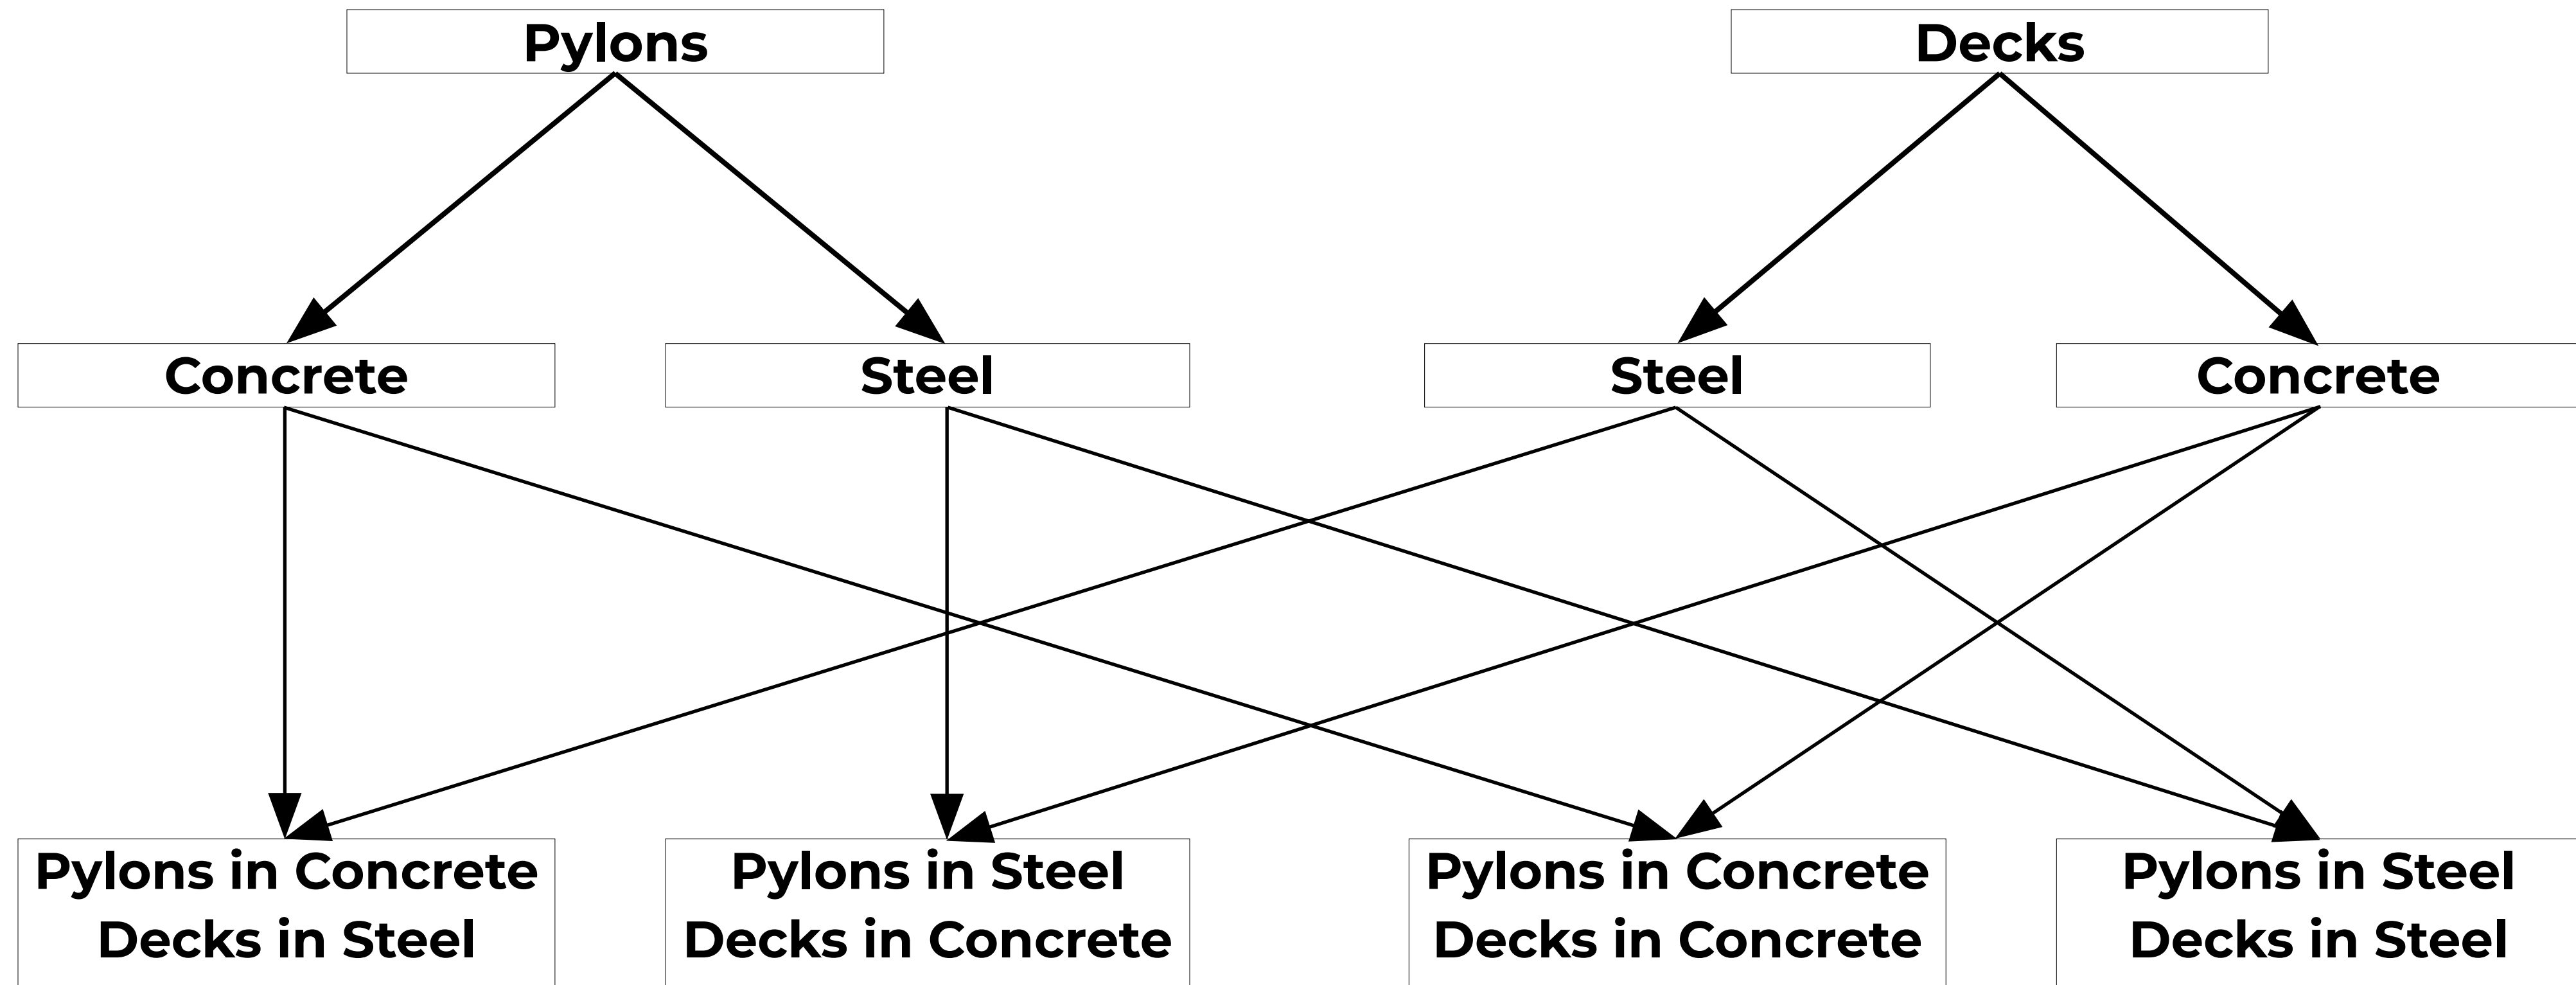 Pylons
Decks
Concrete
Steel
Steel
Concrete
Pylons in Concrete
Decks in Steel
Pylons in Steel
Decks in Concrete
Pylons in Concrete
Decks in Concrete
Pylons in Steel
Decks in Steel